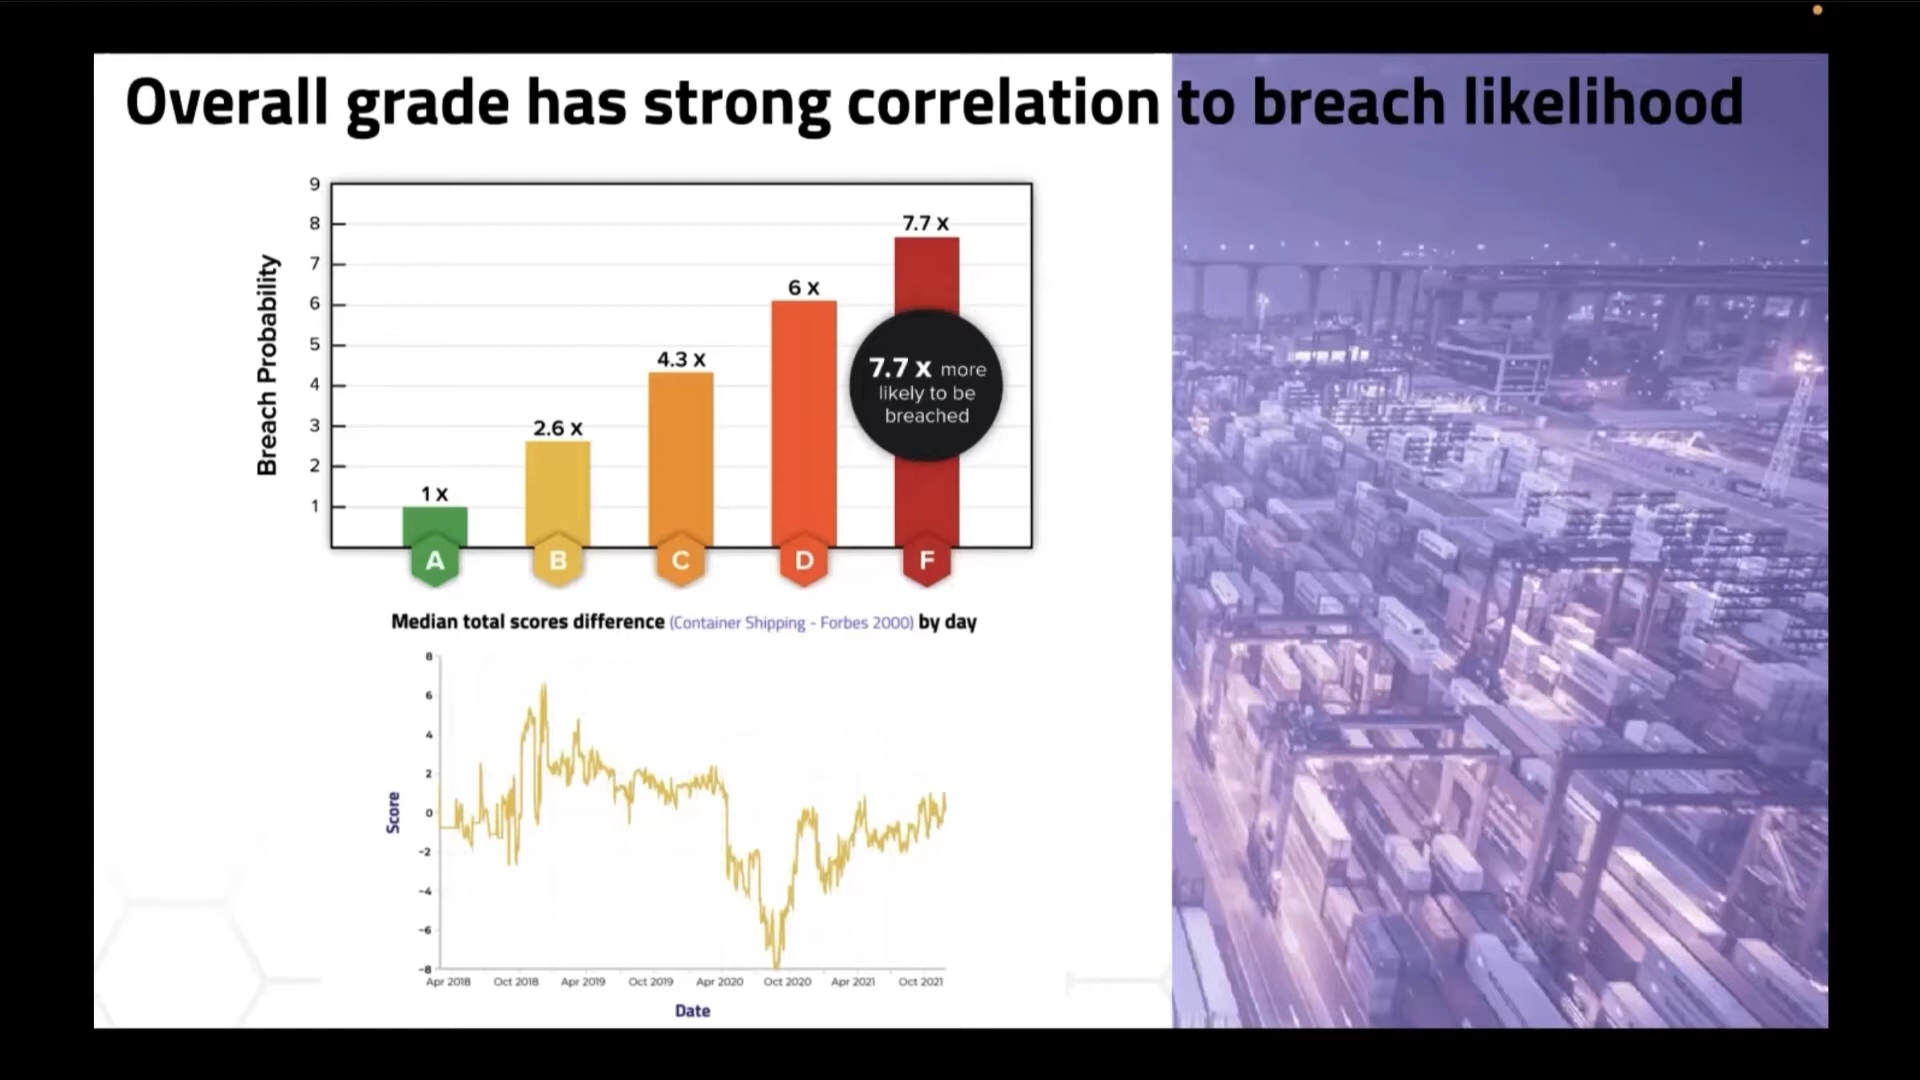 Overall grade has strong correlation to breach likelihood
Breach Probability
9
8
7
6
5
4
3
2
1
1 x
2.6 x
4.3 x
6 x
7.7 x
7.7 x more
likely to be
breached
A
B
C
D
F
Median total scores difference (Container Shipping - Forbes 2000) by day
Score
8
6
4
2
0
-2
-4
-6
-8
Apr 2018
Oct 2018
Apr 2019
Oct 2019
Apr 2020
Oct 2020
Apr 2021
Oct 2021
Date